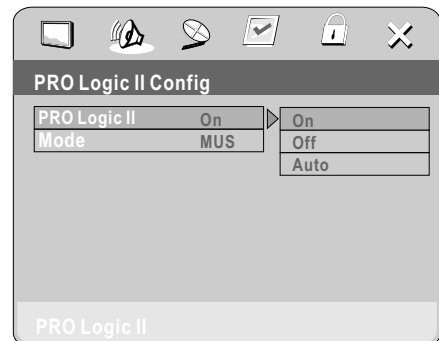 PRO Logic II Config
PRO Logic II On On
Mode MUS Off
Auto
PRO Logic II